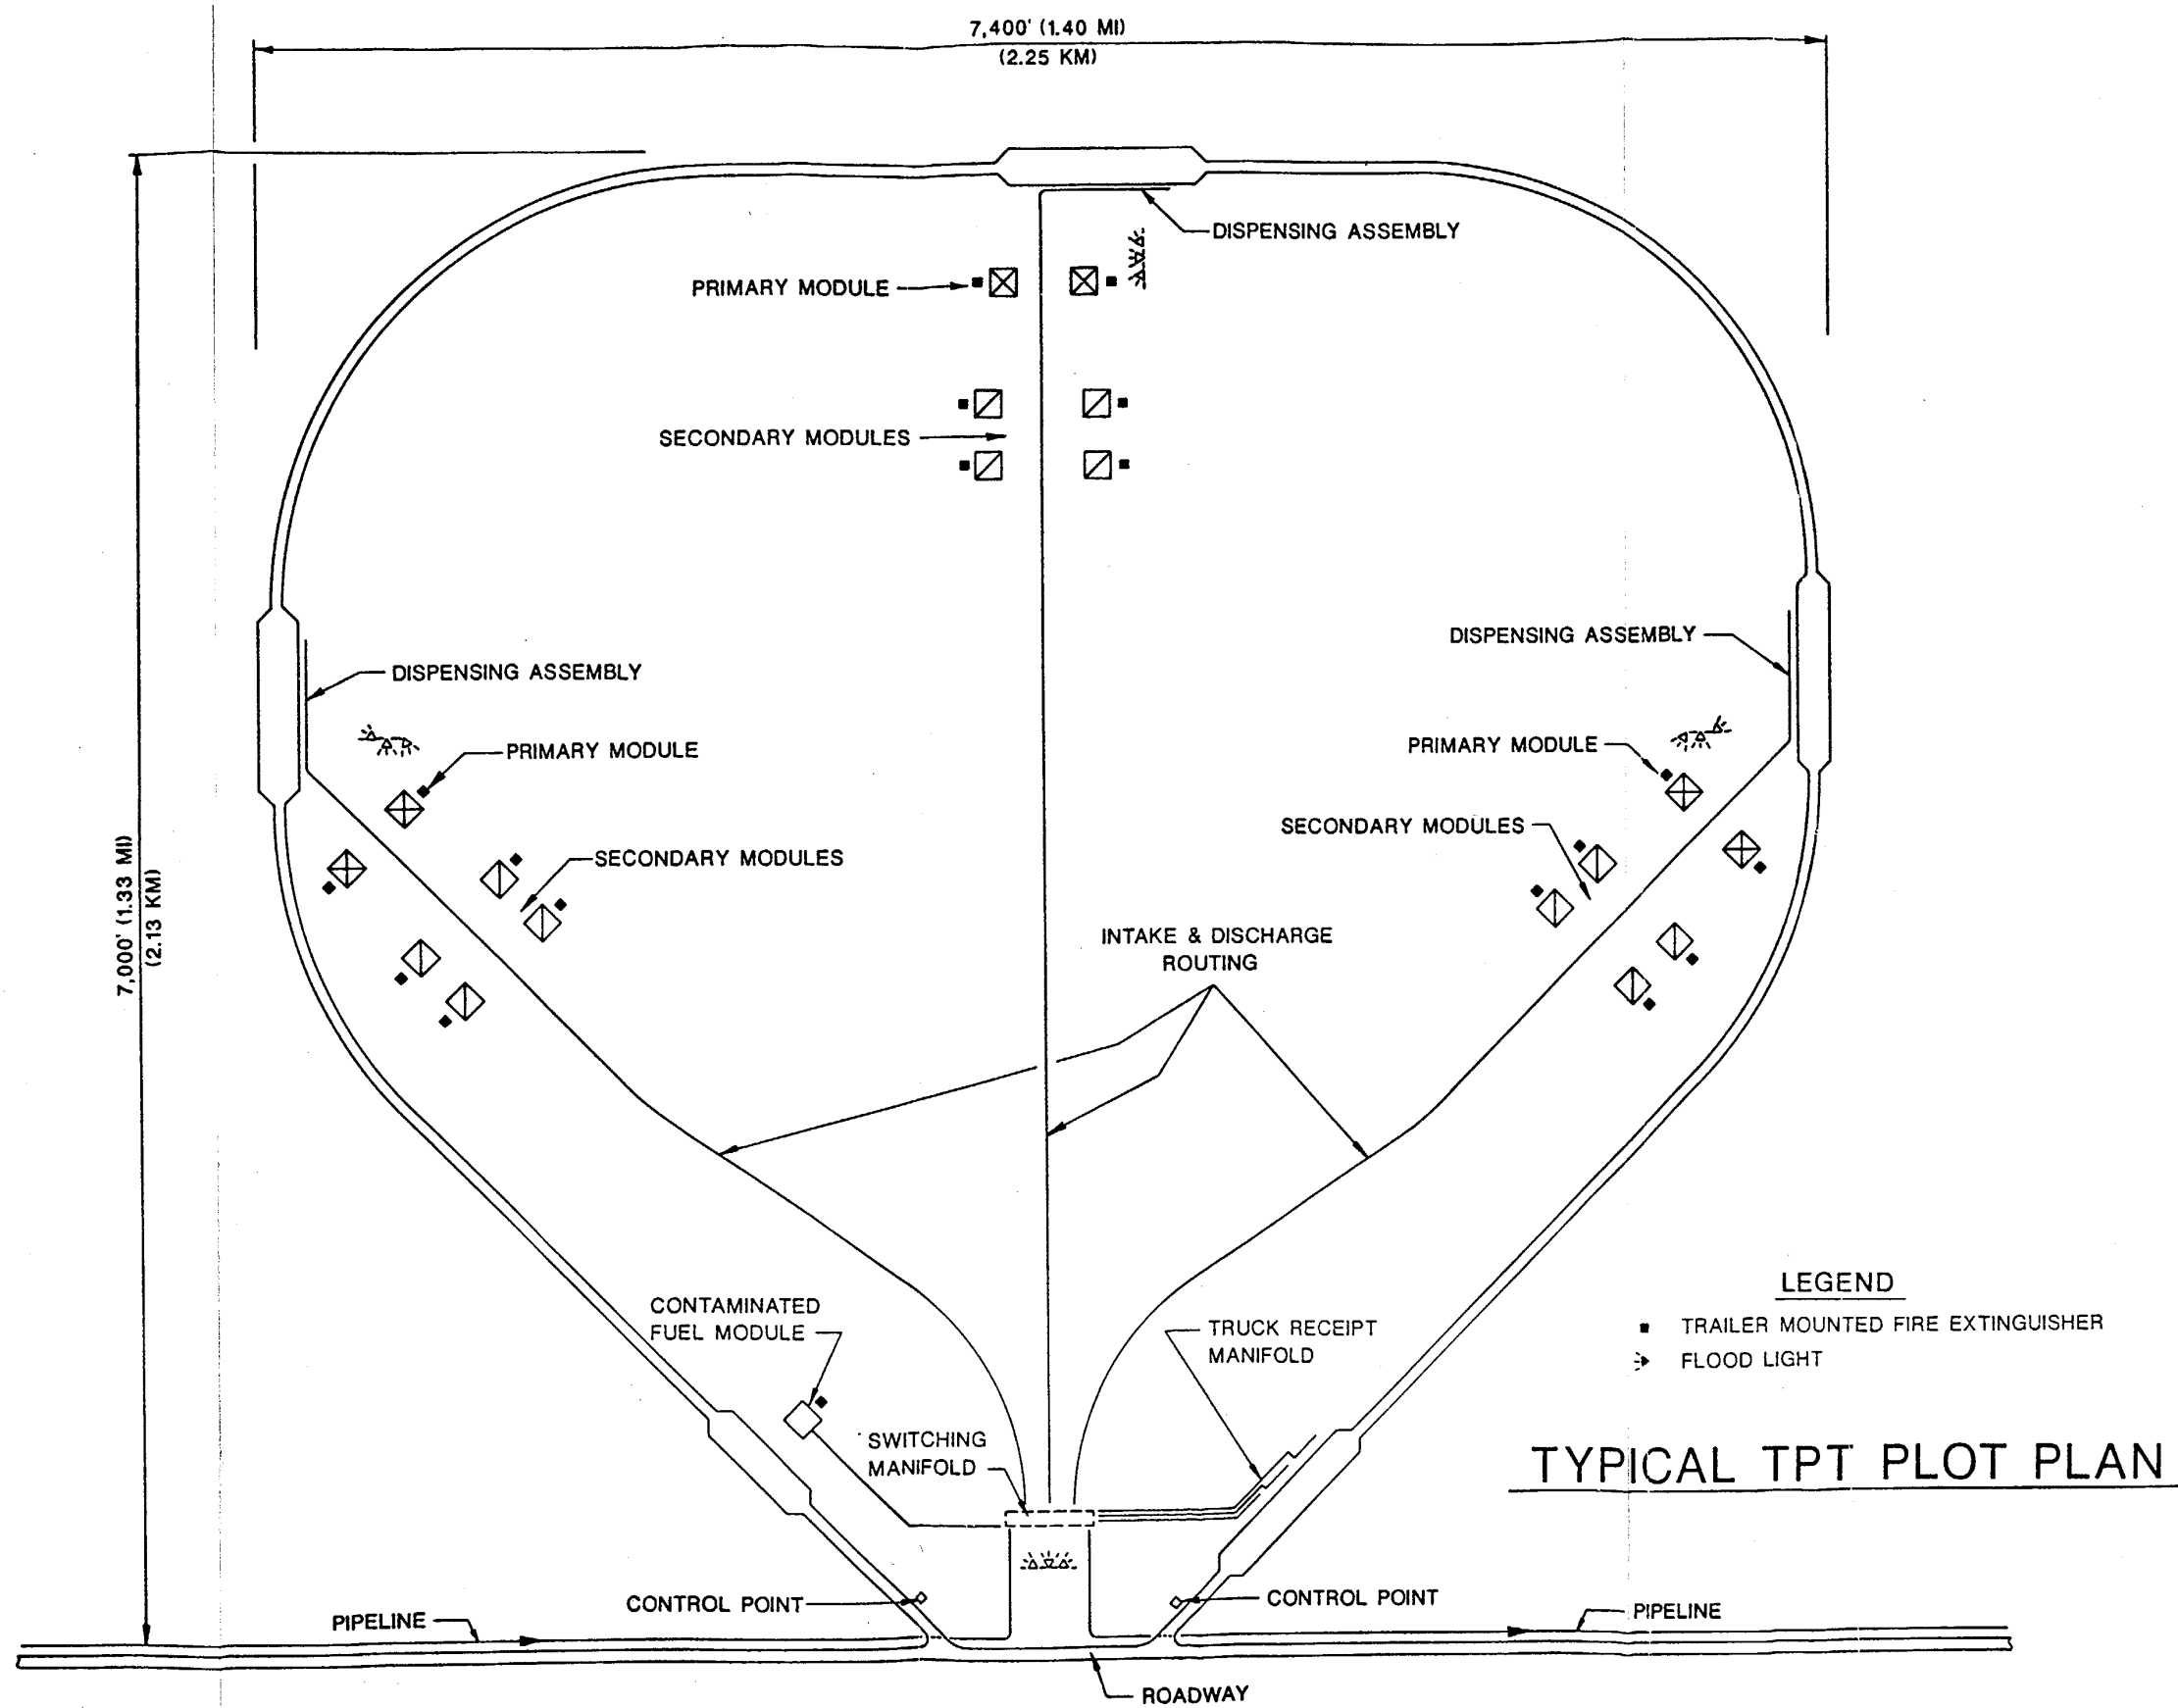 7,400' (1.40 MI)
(2.25 KM)
DISPENSING ASSEMBLY
PRIMARY MODULE
SECONDARY MODULES
DISPENSING ASSEMBLY
DISPENSING ASSEMBLY
PRIMARY MODULE
PRIMARY MODULE
SECONDARY MODULES
SECONDARY MODULES
7,000' (1.33 MI)
(2.13 KM)
INTAKE & DISCHARGE
ROUTING
LEGEND
TRAILER MOUNTED FIRE EXTINGUISHER
FLOOD LIGHT
CONTAMINATED
FUEL MODULE
TRUCK RECEIPT
MANIFOLD
SWITCHING
MANIFOLD
TYPICAL TPT PLOT PLAN
CONTROL POINT
CONTROL POINT
PIPELINE
PIPELINE
ROADWAY